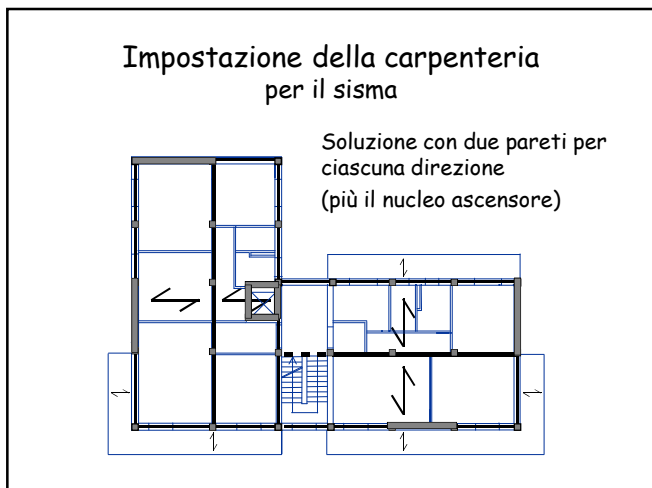 Impostazione della carpenteria
per il sisma
Soluzione con due pareti per
ciascuna direzione
(più il nucleo ascensore)